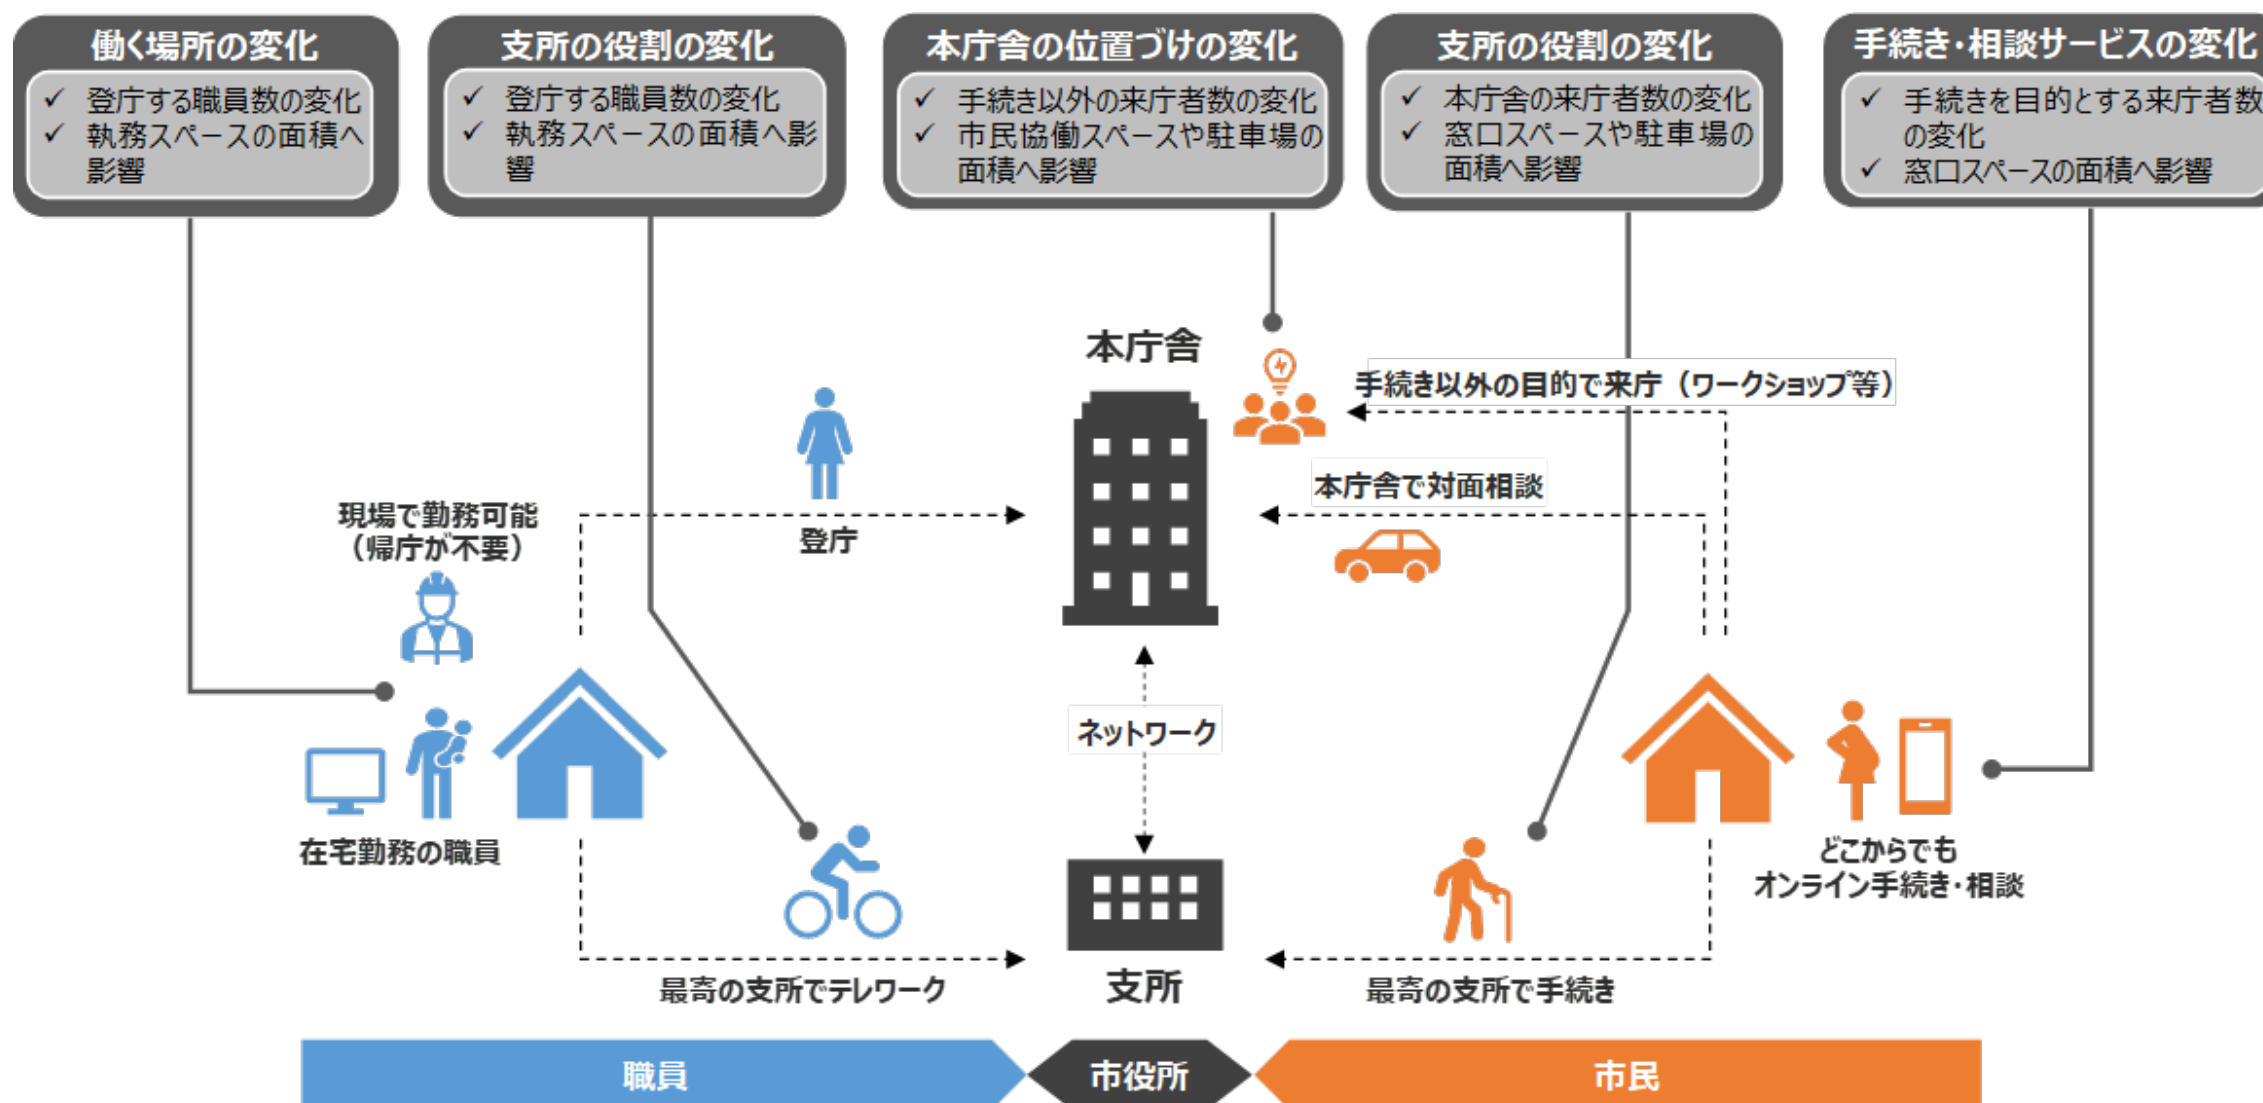 働く場所の変化
✓ 登庁する職員数の変化
✓ 執務スペースの面積へ
影響
支所の役割の変化
✓ 登庁する職員数の変化
✓ 執務スペースの面積へ影
響
本庁舎の位置づけの変化
✓ 手続き以外の来庁者数の変化
✓ 市民協働スペースや駐車場の
面積へ影響
支所の役割の変化
✓ 本庁舎の来庁者数の変化
✓ 窓口スペースや駐車場の
面積へ影響
手続き・相談サービスの変化
✓ 手続きを目的とする来庁者数
の変化
✓ 窓口スペースの面積へ影響
本庁舎
手続き以外の目的で来庁（ワークショップ等）
本庁舎で対面相談
現場で勤務可能
（帰庁が不要）
登庁
ネットワーク
在宅勤務の職員
どこからでも
オンライン手続き・相談
最寄の支所でテレワーク
支所
最寄の支所で手続き
職員
市役所
市民